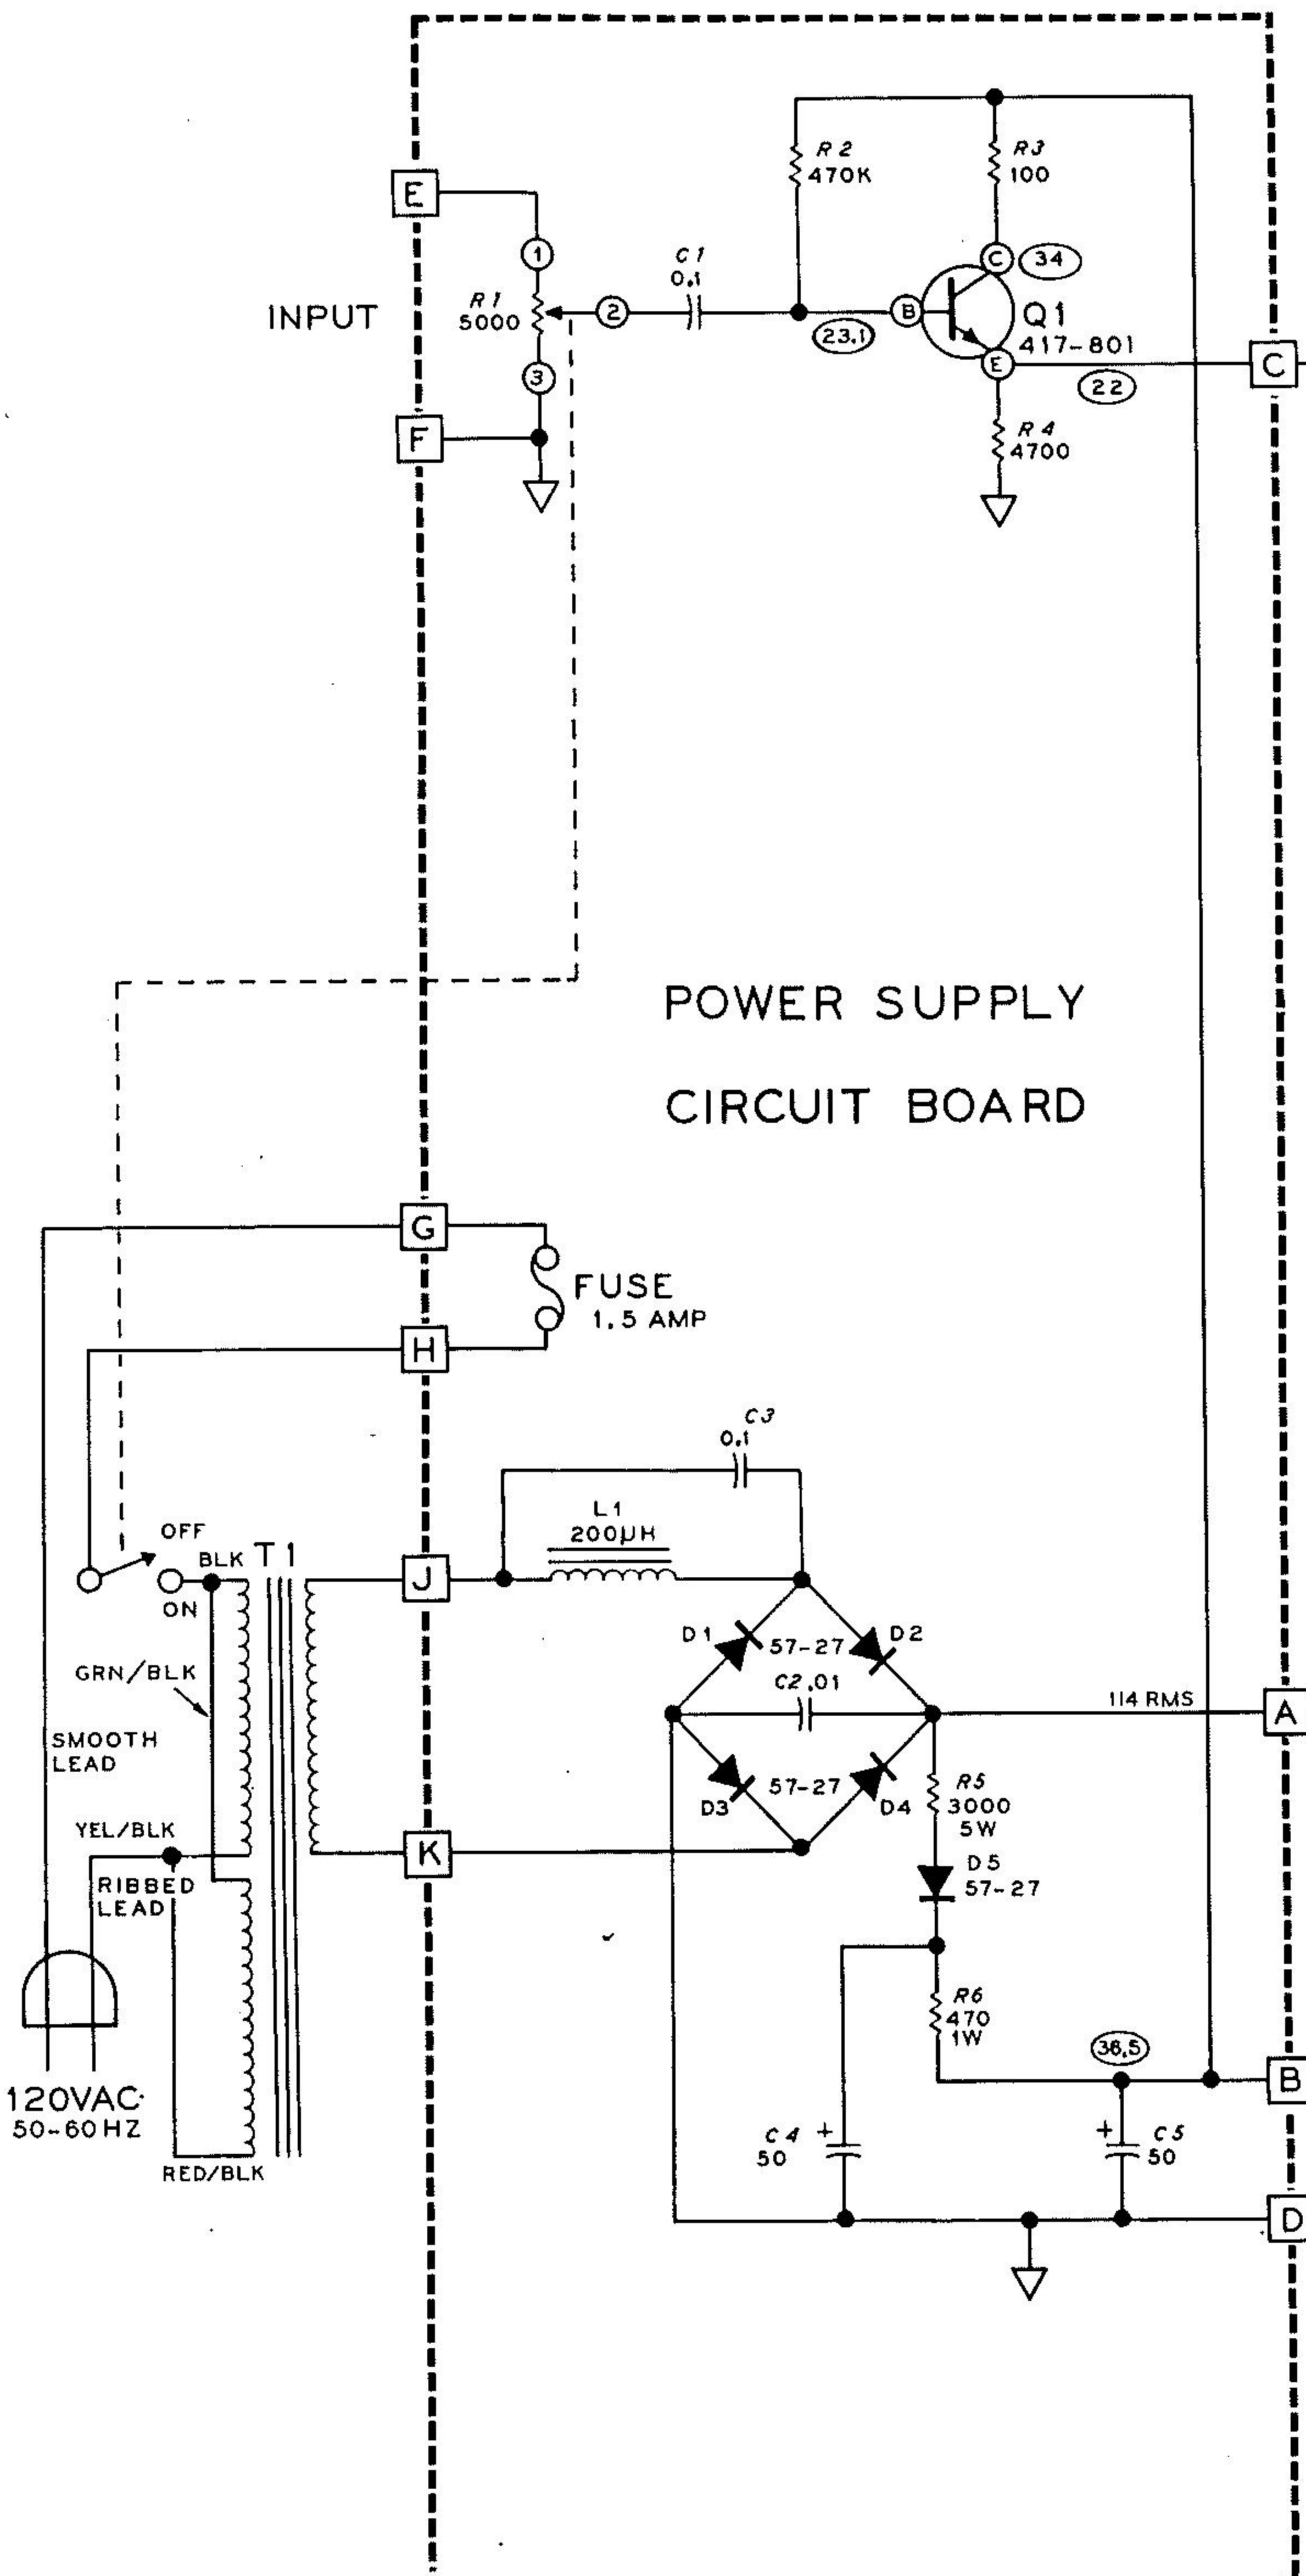 R2
470K
R3
100
E
1
C
34
C1
0.1
INPUT
R1
5000
2
B
Q1
417-801
23.1
3
E
22
C
F
R4
4700
POWER SUPPLY
CIRCUIT BOARD
G
FUSE
1.5 AMP
H
C3
0.1
L1
200µH
OFF
BLK
T1
J
ON
D1
57-27
D2
GRN/BLK
C2.01
114 RMS
A
SMOOTH
LEAD
D3
57-27
D4
R5
3000
5W
YEL/BLK
K
RIBBED
LEAD
D5
57-27
R6
470
1W
120VAC
50-60HZ
B
C4
50
+
+
C5
50
RED/BLK
D